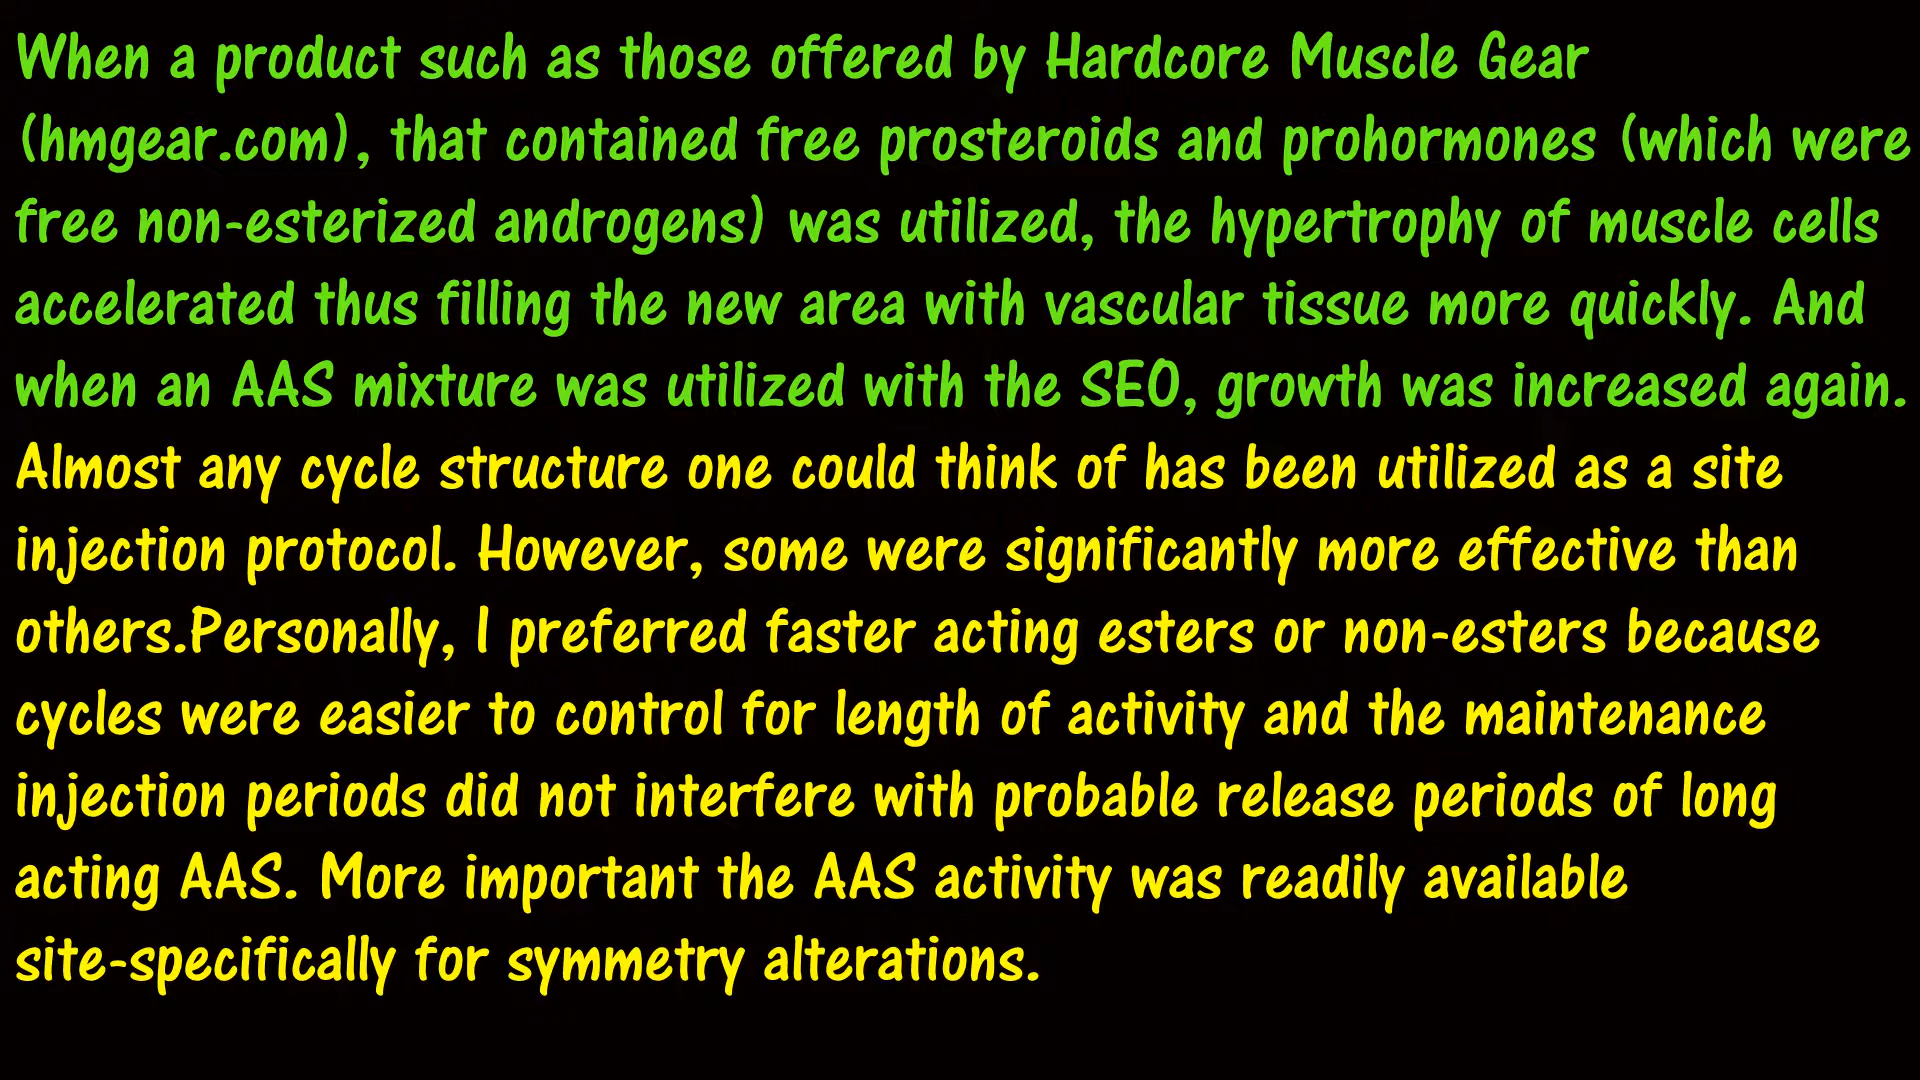 When a product such as those offered by Hardcore Muscle Gear
(hmgear.com), that contained free prosteroids and prohormones (which were
free non-esterized androgens) was utilized, the hypertrophy of muscle cells
accelerated thus filling the new area with vascular tissue more quickly. And
when an AAS mixture was utilized with the SEO, growth was increased again.
Almost any cycle structure one could think of has been utilized as a site
injection protocol. However, some were significantly more effective than
others.Personally, I preferred faster acting esters or non-esters because
cycles were easier to control for length of activity and the maintenance
injection periods did not interfere with probable release periods of long
acting AAS. More important the AAS activity was readily available
site-specifically for symmetry alterations.